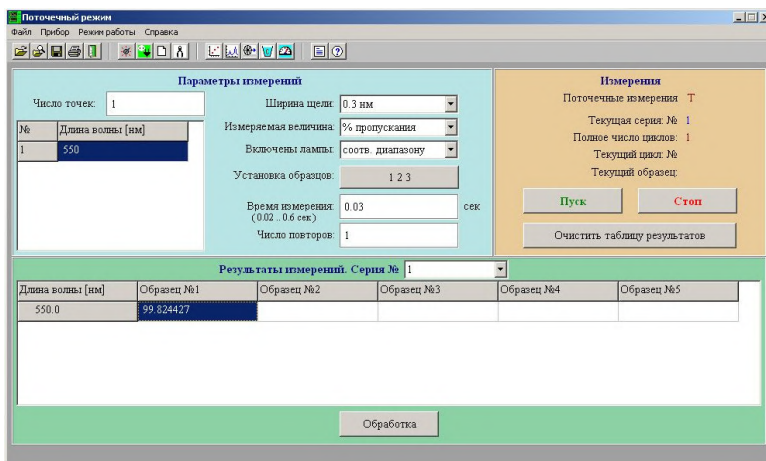 Поточечный режим
Файл Прибор Режим работы Справка
Параметры измерений
Число точек: 1
№ Длина волны [нм]
1 550
Ширина щели: 0.3 нм
Измеряемая величина: % пропускания
Включены лампы: соотв. диапазону
Установка образцов: 1 2 3
Время измерения: 0.03 сек
(0.02 .. 0.6 сек)
Число повторов: 1
Измерения
Поточечные измерения T
Текущая серия: № 1
Полное число циклов: 1
Текущий цикл: №
Текущий образец:
Пуск Стоп
Очистить таблицу результатов
Результаты измерений. Серия № 1
Длина волны [нм] Образец №1 Образец №2 Образец №3 Образец №4 Образец №5
550.0 99.824427
Обработка